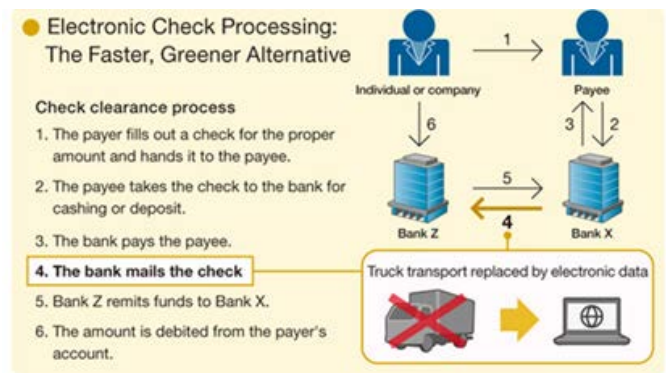 Electronic Check Processing:
The Faster, Greener Alternative
Check clearance process
1. The payer fills out a check for the proper
amount and hands it to the payee.
2. The payee takes the check to the bank for
cashing or deposit.
3. The bank pays the payee.
4. The bank mails the check
5. Bank Z remits funds to Bank X.
6. The amount is debited from the payer's
account.
1
Individual or company
Payee
6
3
2
5
4
Bank Z
Bank X
Truck transport replaced by electronic data